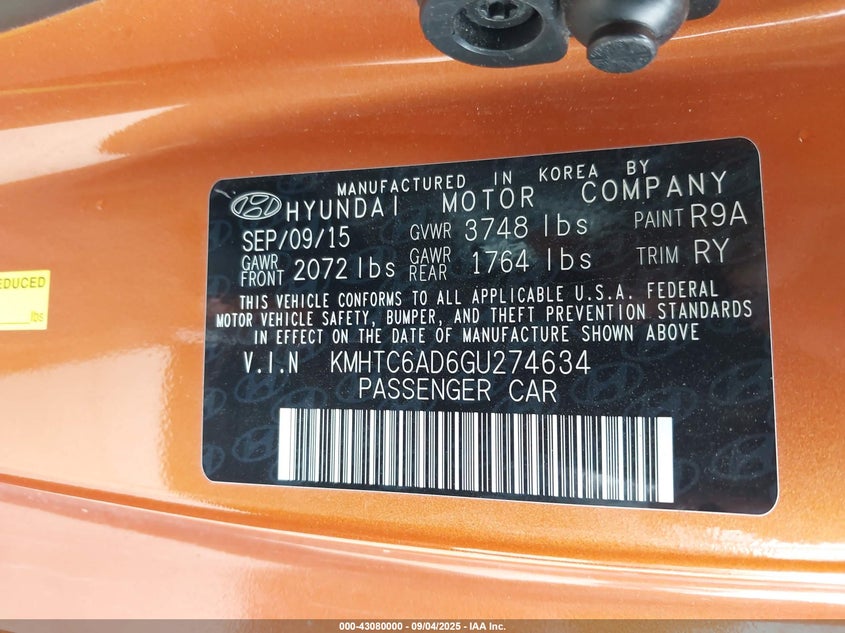 MANUFACTURED IN KOREA BY
HYUNDAI MOTOR COMPANY
SEP/09/15 GVWR 3748 lbs PAINT R9A
GAWR FRONT 2072 lbs GAWR REAR 1764 lbs TRIM RY
THIS VEHICLE CONFORMS TO ALL APPLICABLE U.S.A. FEDERAL
MOTOR VEHICLE SAFETY, BUMPER, AND THEFT PREVENTION STANDARDS
IN EFFECT ON THE DATE OF MANUFACTURE SHOWN ABOVE
V.I.N KMHTC6AD6GU274634
PASSENGER CAR
EDUCED
lbs
000-43080000 - 09/04/2025 - IAA Inc.